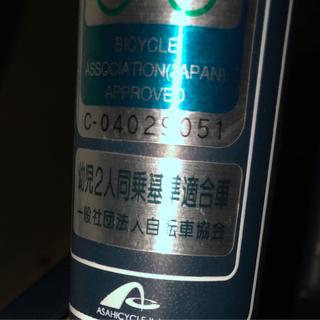 BICYCLE
ASSOCIATION(JAPAN)
APPROVED
C-04029051
幼児2人同乗基準適合車
一般社団法人自転車協会